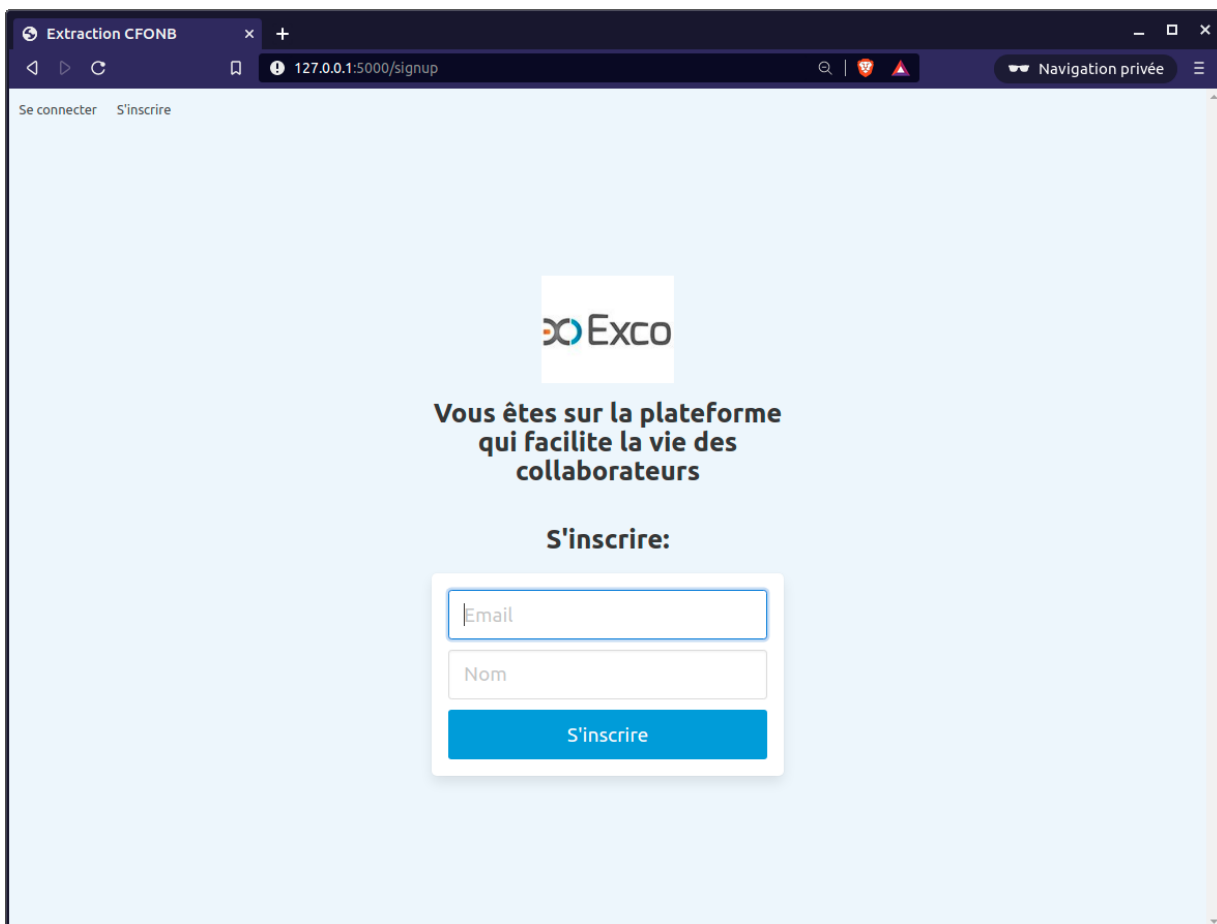 Extraction CFONB
127.0.0.1:5000/signup
Navigation privée
Se connecter S'inscrire
Exco
Vous êtes sur la plateforme
qui facilite la vie des
collaborateurs
S'inscrire:
Email
Nom
S'inscrire